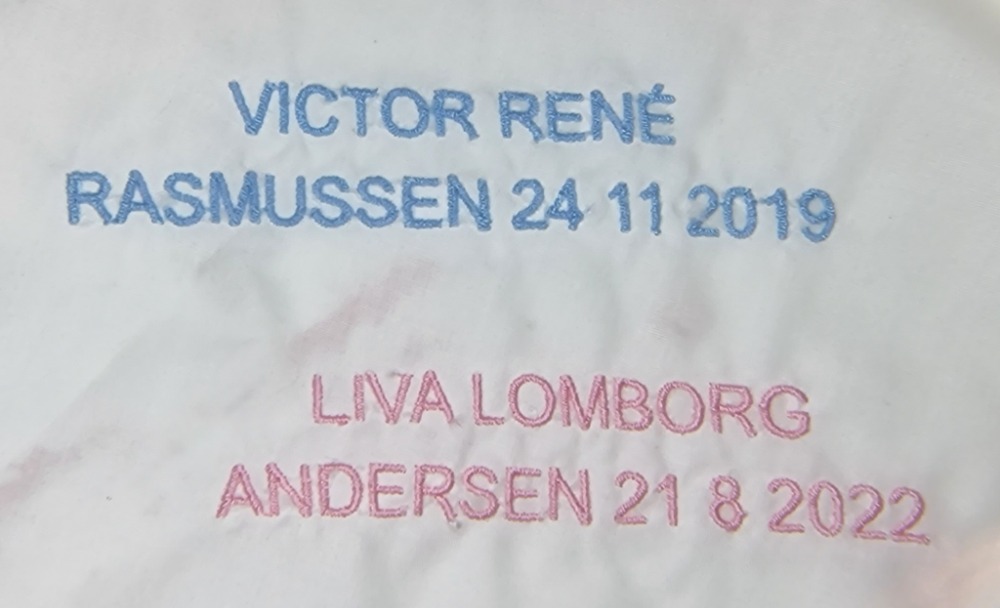 VICTOR RENÉ
RASMUSSEN 24 11 2019
LIVA LOMBORG
ANDERSEN 21 8 2022